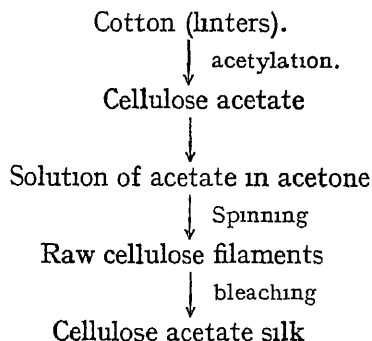 Cotton (linters).
acetylation.
Cellulose acetate
Solution of acetate in acetone
Spinning
Raw cellulose filaments
bleaching
Cellulose acetate silk